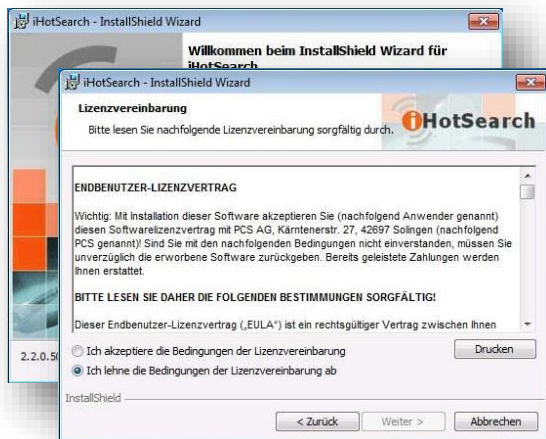 iHotSearch - InstallShield Wizard
Willkommen beim InstallShield Wizard für
iHotSearch
2.2.0.50
iHotSearch - InstallShield Wizard
Lizenzvereinbarung
Bitte lesen Sie nachfolgende Lizenzvereinbarung sorgfältig durch.
iHotSearch
ENDBENUTZER-LIZENZVERTRAG
Wichtig: Mit Installation dieser Software akzeptieren Sie (nachfolgend Anwender genannt)
diesen Softwarelizenzvertrag mit PCS AG, Kärntenerstr. 27, 42697 Solingen (nachfolgend
PCS genannt)! Sind Sie mit den nachfolgenden Bedingungen nicht einverstanden, müssen Sie
unverzüglich die erworbene Software zurückgeben. Bereits geleistete Zahlungen werden
Ihnen erstattet.
BITTE LESEN SIE DAHER DIE FOLGENDEN BESTIMMUNGEN SORGFÄLTIG!
Dieser Endbenutzer-Lizenzvertrag („EULA“) ist ein rechtsgültiger Vertrag zwischen Ihnen
Ich akzeptiere die Bedingungen der Lizenzvereinbarung
Drucken
Ich lehne die Bedingungen der Lizenzvereinbarung ab
InstallShield
< Zurück
Weiter >
Abbrechen